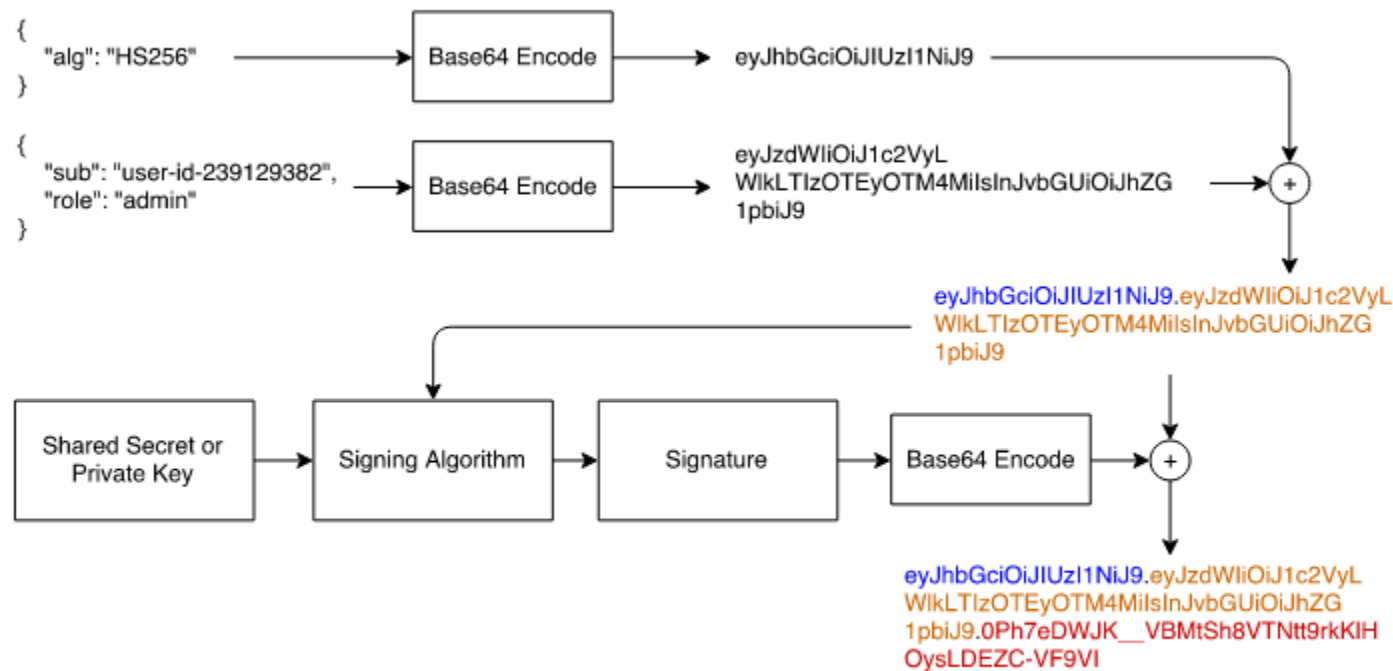 {
"alg": "HS256"
}
Base64 Encode
eyJhbGciOiJIUzI1NiJ9
{
"sub": "user-id-239129382",
"role": "admin"
}
Base64 Encode
eyJzdWIiOiJ1c2VyL
WlkLTIzOTEyOTM4MiIsInJvbGUiOiJhZG
1pbiJ9
+
eyJhbGciOiJIUzI1NiJ9.eyJzdWIiOiJ1c2VyL
WlkLTIzOTEyOTM4MiIsInJvbGUiOiJhZG
1pbiJ9
Shared Secret or
Private Key
Signing Algorithm
Signature
Base64 Encode
+
eyJhbGciOiJIUzI1NiJ9.eyJzdWIiOiJ1c2VyL
WlkLTIzOTEyOTM4MiIsInJvbGUiOiJhZG
1pbiJ9.0Ph7eDWJK__VBMtSh8VTNtt9rkKIH
OysLDEZC-VF9VI